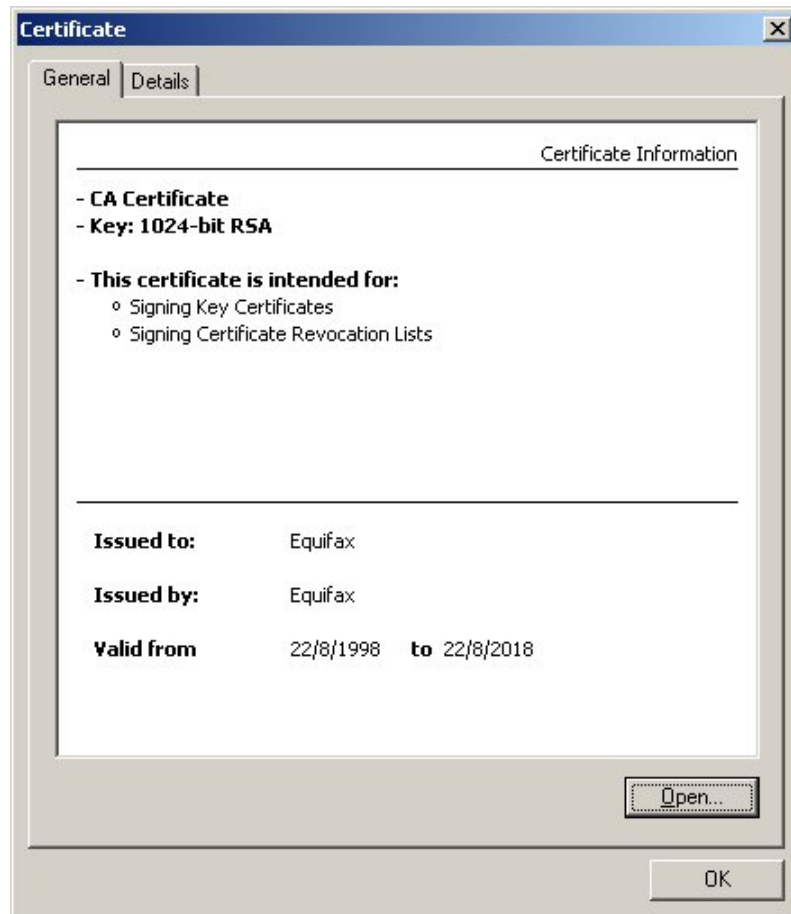 Certificate
General Details
Certificate Information
- CA Certificate
- Key: 1024-bit RSA
- This certificate is intended for:
Signing Key Certificates
Signing Certificate Revocation Lists
Issued to: Equifax
Issued by: Equifax
Valid from 22/8/1998 to 22/8/2018
Open...
OK